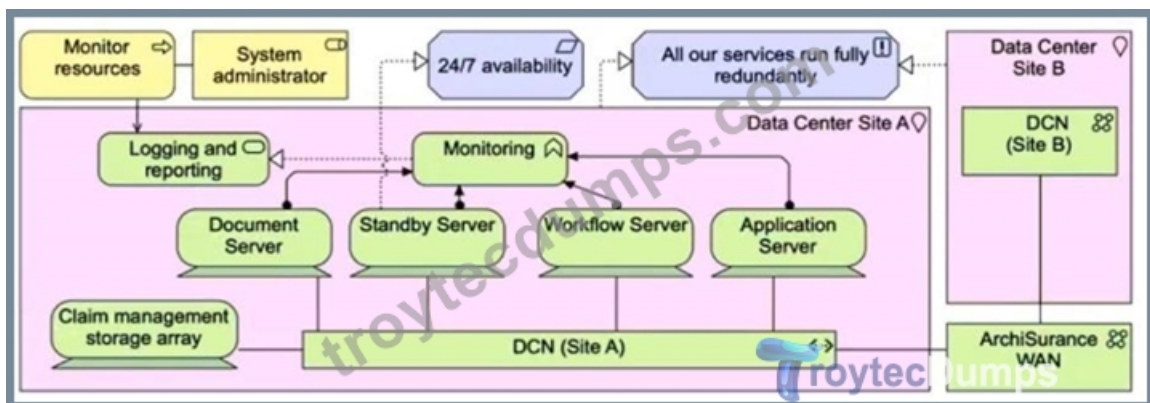 Monitor
resources
System
administrator
24/7 availability
All our services run fully
redundantly
Data Center
Site B
Data Center Site A
DCN
(Site B)
Logging and
reporting
Monitoring
Document
Server
Standby Server
Workflow Server
Application
Server
Claim management
storage array
DCN (Site A)
ArchiSurance
WAN
troytecdumps.com
TroytecDumps